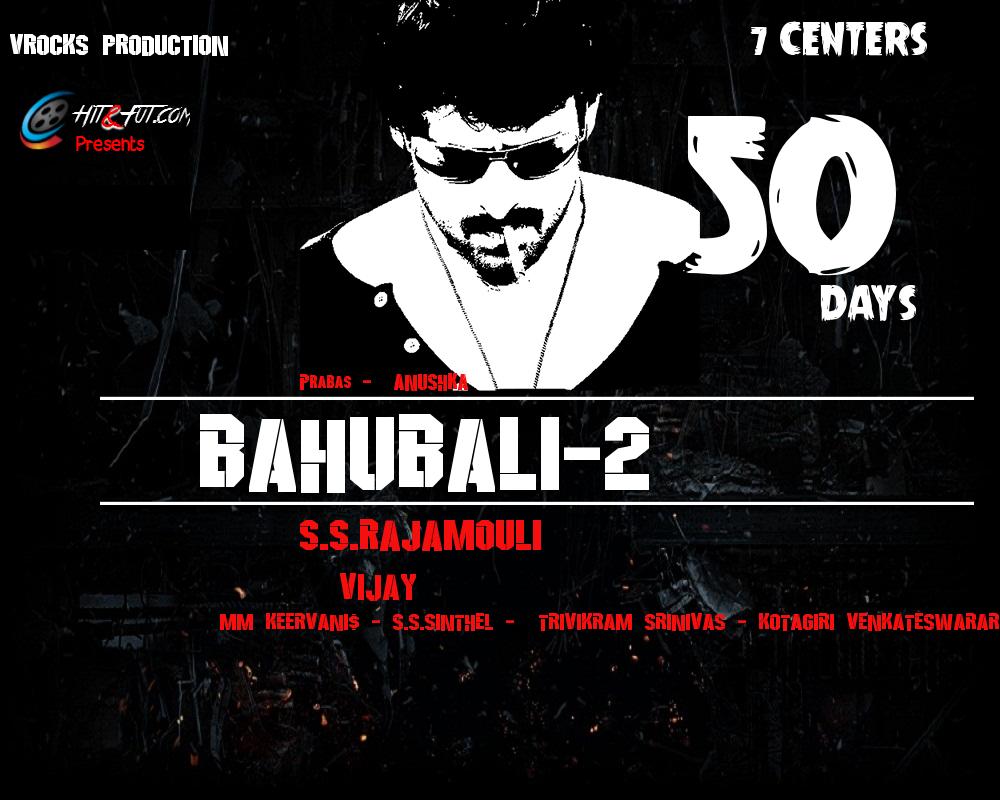 VROCKS PRODUCTION
7 CENTERS
HIT&FUT.COM
Presents
50
DAYS
PRABAS - ANUSHKA
BAHUBALI-2
S.S.RAJAMOULI
VIJAY
MM KEERVANI$ - S.S.SINTHEL - TRIVIKRAM SRINIVAS - KOTAGIRI VENKATESWARAR